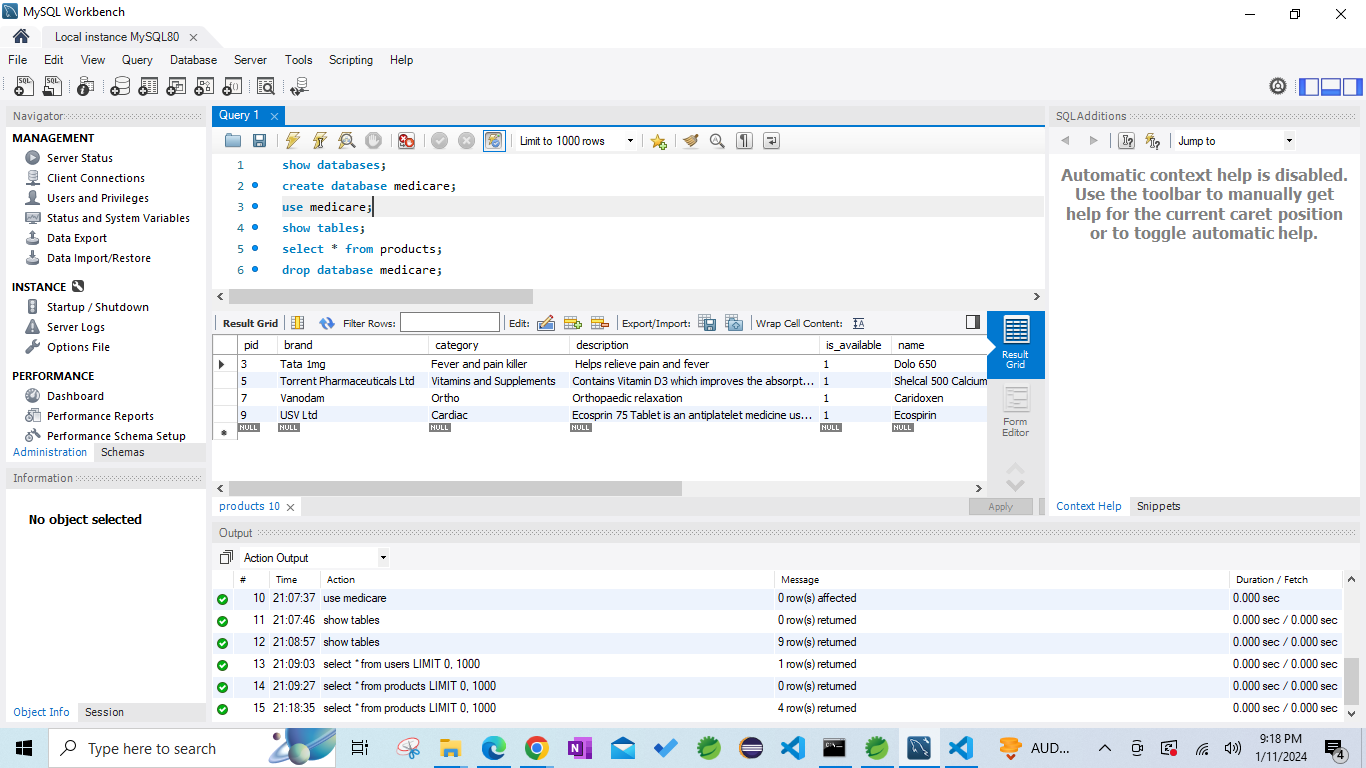 MySQL Workbench
Local instance MySQL80
File Edit View Query Database Server Tools Scripting Help
Navigator
MANAGEMENT
Server Status
Client Connections
Users and Privileges
Status and System Variables
Data Export
Data Import/Restore
INSTANCE
Startup / Shutdown
Server Logs
Options File
PERFORMANCE
Dashboard
Performance Reports
Performance Schema Setup
Administration Schemas
Information
No object selected
Object Info Session
Query 1
Limit to 1000 rows
1 show databases;
2 create database medicare;
3 use medicare;
4 show tables;
5 select * from products;
6 drop database medicare;
Result Grid Filter Rows: Edit: Export/Import: Wrap Cell Content:
pid brand category description is_available name
3 Tata 1mg Fever and pain killer Helps relieve pain and fever 1 Dolo 650
5 Torrent Pharmaceuticals Ltd Vitamins and Supplements Contains Vitamin D3 which improves the absorpt... 1 Shelcal 500 Calcium
7 Vanodam Ortho Orthopaedic relaxation 1 Caridoxen
9 USV Ltd Cardiac Ecosprin 75 Tablet is an antiplatelet medicine us... 1 Ecospirin
NULL NULL NULL NULL NULL NULL
Result
Grid
Form
Editor
products 10
Apply
SQLAdditions
Jump to
Automatic context help is disabled.
Use the toolbar to manually get
help for the current caret position
or to toggle automatic help.
Context Help Snippets
Output
Action Output
# Time Action Message Duration / Fetch
10 21:07:37 use medicare 0 row(s) affected 0.000 sec
11 21:07:46 show tables 0 row(s) returned 0.000 sec / 0.000 sec
12 21:08:57 show tables 9 row(s) returned 0.000 sec / 0.000 sec
13 21:09:03 select * from users LIMIT 0, 1000 1 row(s) returned 0.000 sec / 0.000 sec
14 21:09:27 select * from products LIMIT 0, 1000 0 row(s) returned 0.000 sec / 0.000 sec
15 21:18:35 select * from products LIMIT 0, 1000 4 row(s) returned 0.000 sec / 0.000 sec
Type here to search
AUD...
9:18 PM
1/11/2024
4